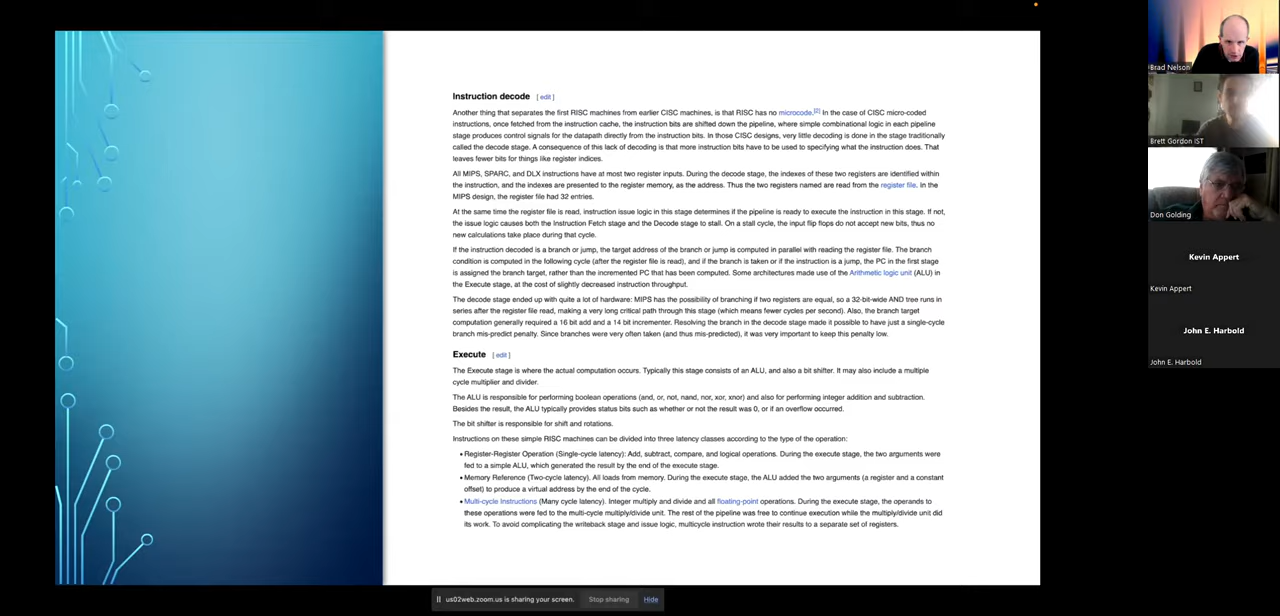 Instruction decode [ edit ]
Another thing that separates the first RISC machines from earlier CISC machines, is that RISC has no microcode.[2] In the case of CISC micro-coded
instructions, once fetched from the instruction cache, the instruction bits are shifted down the pipeline, where simple combinational logic in each pipeline
stage produces control signals for the datapath directly from the instruction bits. In those CISC designs, very little decoding is done in the stage traditionally
called the decode stage. A consequence of this lack of decoding is that more instruction bits have to be used to specifying what the instruction does. That
leaves fewer bits for things like register indices.
All MIPS, SPARC, and DLX instructions have at most two register inputs. During the decode stage, the indexes of these two registers are identified within
the instruction, and the indexes are presented to the register memory, as the address. Thus the two registers named are read from the register file. In the
MIPS design, the register file had 32 entries.
At the same time the register file is read, instruction issue logic in this stage determines if the pipeline is ready to execute the instruction in this stage. If not,
the issue logic causes both the Instruction Fetch stage and the Decode stage to stall. On a stall cycle, the input flip flops do not accept new bits, thus no
new calculations take place during that cycle.
If the instruction decoded is a branch or jump, the target address of the branch or jump is computed in parallel with reading the register file. The branch
condition is computed in the following cycle (after the register file is read), and if the branch is taken or if the instruction is a jump, the PC in the first stage
is assigned the branch target, rather than the incremented PC that has been computed. Some architectures made use of the Arithmetic logic unit (ALU) in
the Execute stage, at the cost of slightly decreased instruction throughput.
The decode stage ended up with quite a lot of hardware: MIPS has the possibility of branching if two registers are equal, so a 32-bit-wide AND tree runs in
series after the register file read, making a very long critical path through this stage (which means fewer cycles per second). Also, the branch target
computation generally required a 16 bit add and a 14 bit incrementer. Resolving the branch in the decode stage made it possible to have just a single-cycle
branch mis-predict penalty. Since branches were very often taken (and thus mis-predicted), it was very important to keep this penalty low.
Execute [ edit ]
The Execute stage is where the actual computation occurs. Typically this stage consists of an ALU, and also a bit shifter. It may also include a multiple
cycle multiplier and divider.
The ALU is responsible for performing boolean operations (and, or, not, nand, nor, xor, xnor) and also for performing integer addition and subtraction.
Besides the result, the ALU typically provides status bits such as whether or not the result was 0, or if an overflow occurred.
The bit shifter is responsible for shift and rotations.
Instructions on these simple RISC machines can be divided into three latency classes according to the type of the operation:
• Register-Register Operation (Single-cycle latency): Add, subtract, compare, and logical operations. During the execute stage, the two arguments were
fed to a simple ALU, which generated the result by the end of the execute stage.
• Memory Reference (Two-cycle latency). All loads from memory. During the execute stage, the ALU added the two arguments (a register and a constant
offset) to produce a virtual address by the end of the cycle.
• Multi-cycle Instructions (Many cycle latency). Integer multiply and divide and all floating-point operations. During the execute stage, the operands to
these operations were fed to the multi-cycle multiply/divide unit. The rest of the pipeline was free to continue execution while the multiply/divide unit did
its work. To avoid complicating the writeback stage and issue logic, multicycle instruction wrote their results to a separate set of registers.
Brad Nelson
Brett Gordon IST
Don Golding
Kevin Appert
Kevin Appert
John E. Harbold
John E. Harbold
us02web.zoom.us is sharing your screen. Stop sharing Hide